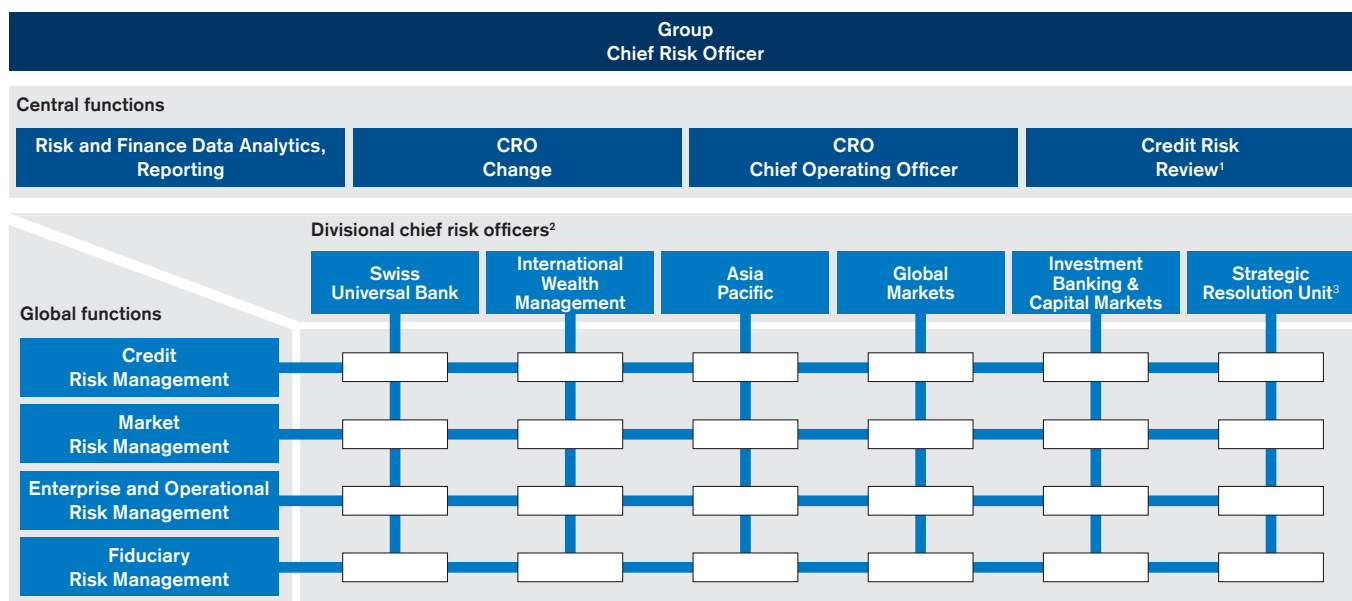 Group
Chief Risk Officer
Central functions
Risk and Finance Data Analytics,
Reporting
CRO
Change
CRO
Chief Operating Officer
Credit Risk
Review¹
Divisional chief risk officers²
Swiss
Universal Bank
International
Wealth
Management
Asia
Pacific
Global
Markets
Investment
Banking &
Capital Markets
Strategic
Resolution Unit³
Global functions
Credit
Risk Management
Market
Risk Management
Enterprise and Operational
Risk Management
Fiduciary
Risk Management